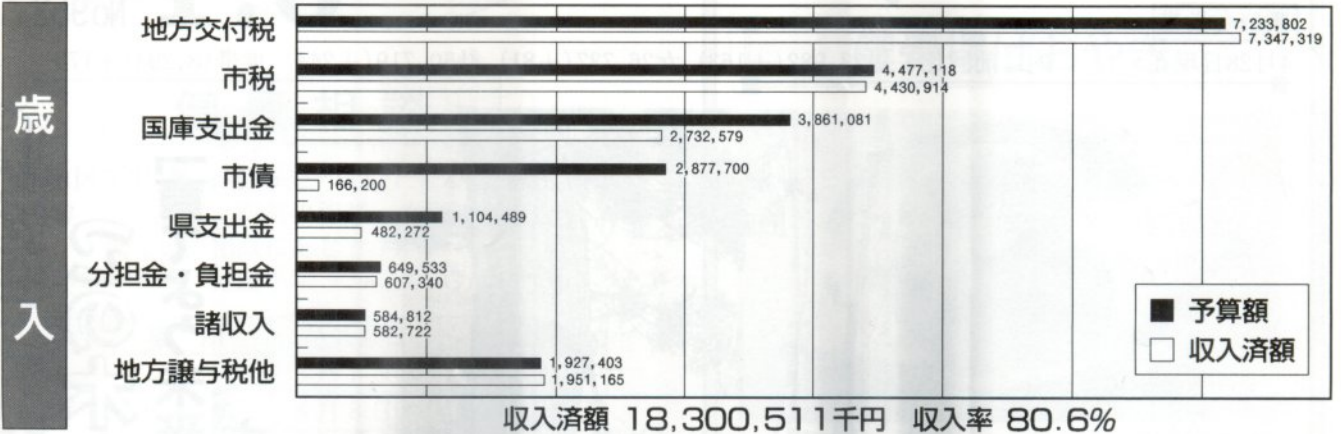 歳入
地方交付税
7,233,802
7,347,319
市税
4,477,118
4,430,914
国庫支出金
3,861,081
2,732,579
市債
2,877,700
166,200
県支出金
1,104,489
482,272
分担金・負担金
649,533
607,340
諸収入
584,812
582,722
地方譲与税他
1,927,403
1,951,165
予算額
収入済額
収入済額 18,300,511千円 収入率 80.6%